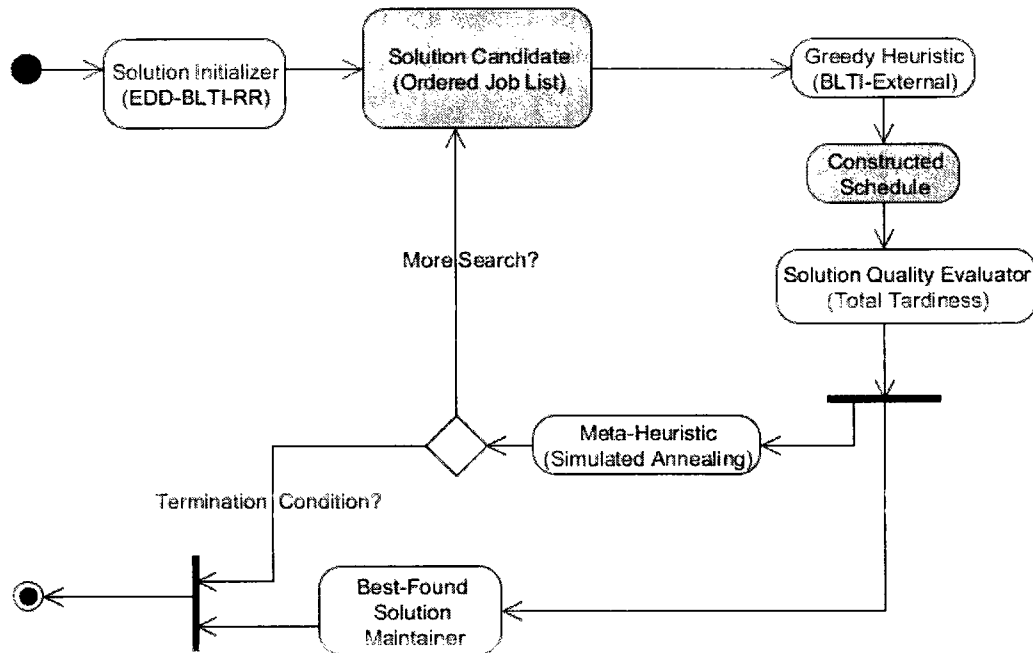 Solution Initializer
(EDD-BLTI-RR)
Solution Candidate
(Ordered Job List)
Greedy Heuristic
(BLTI-External)
Constructed
Schedule
Solution Quality Evaluator
(Total Tardiness)
More Search?
Meta-Heuristic
(Simulated Annealing)
Termination Condition?
Best-Found
Solution
Maintainer